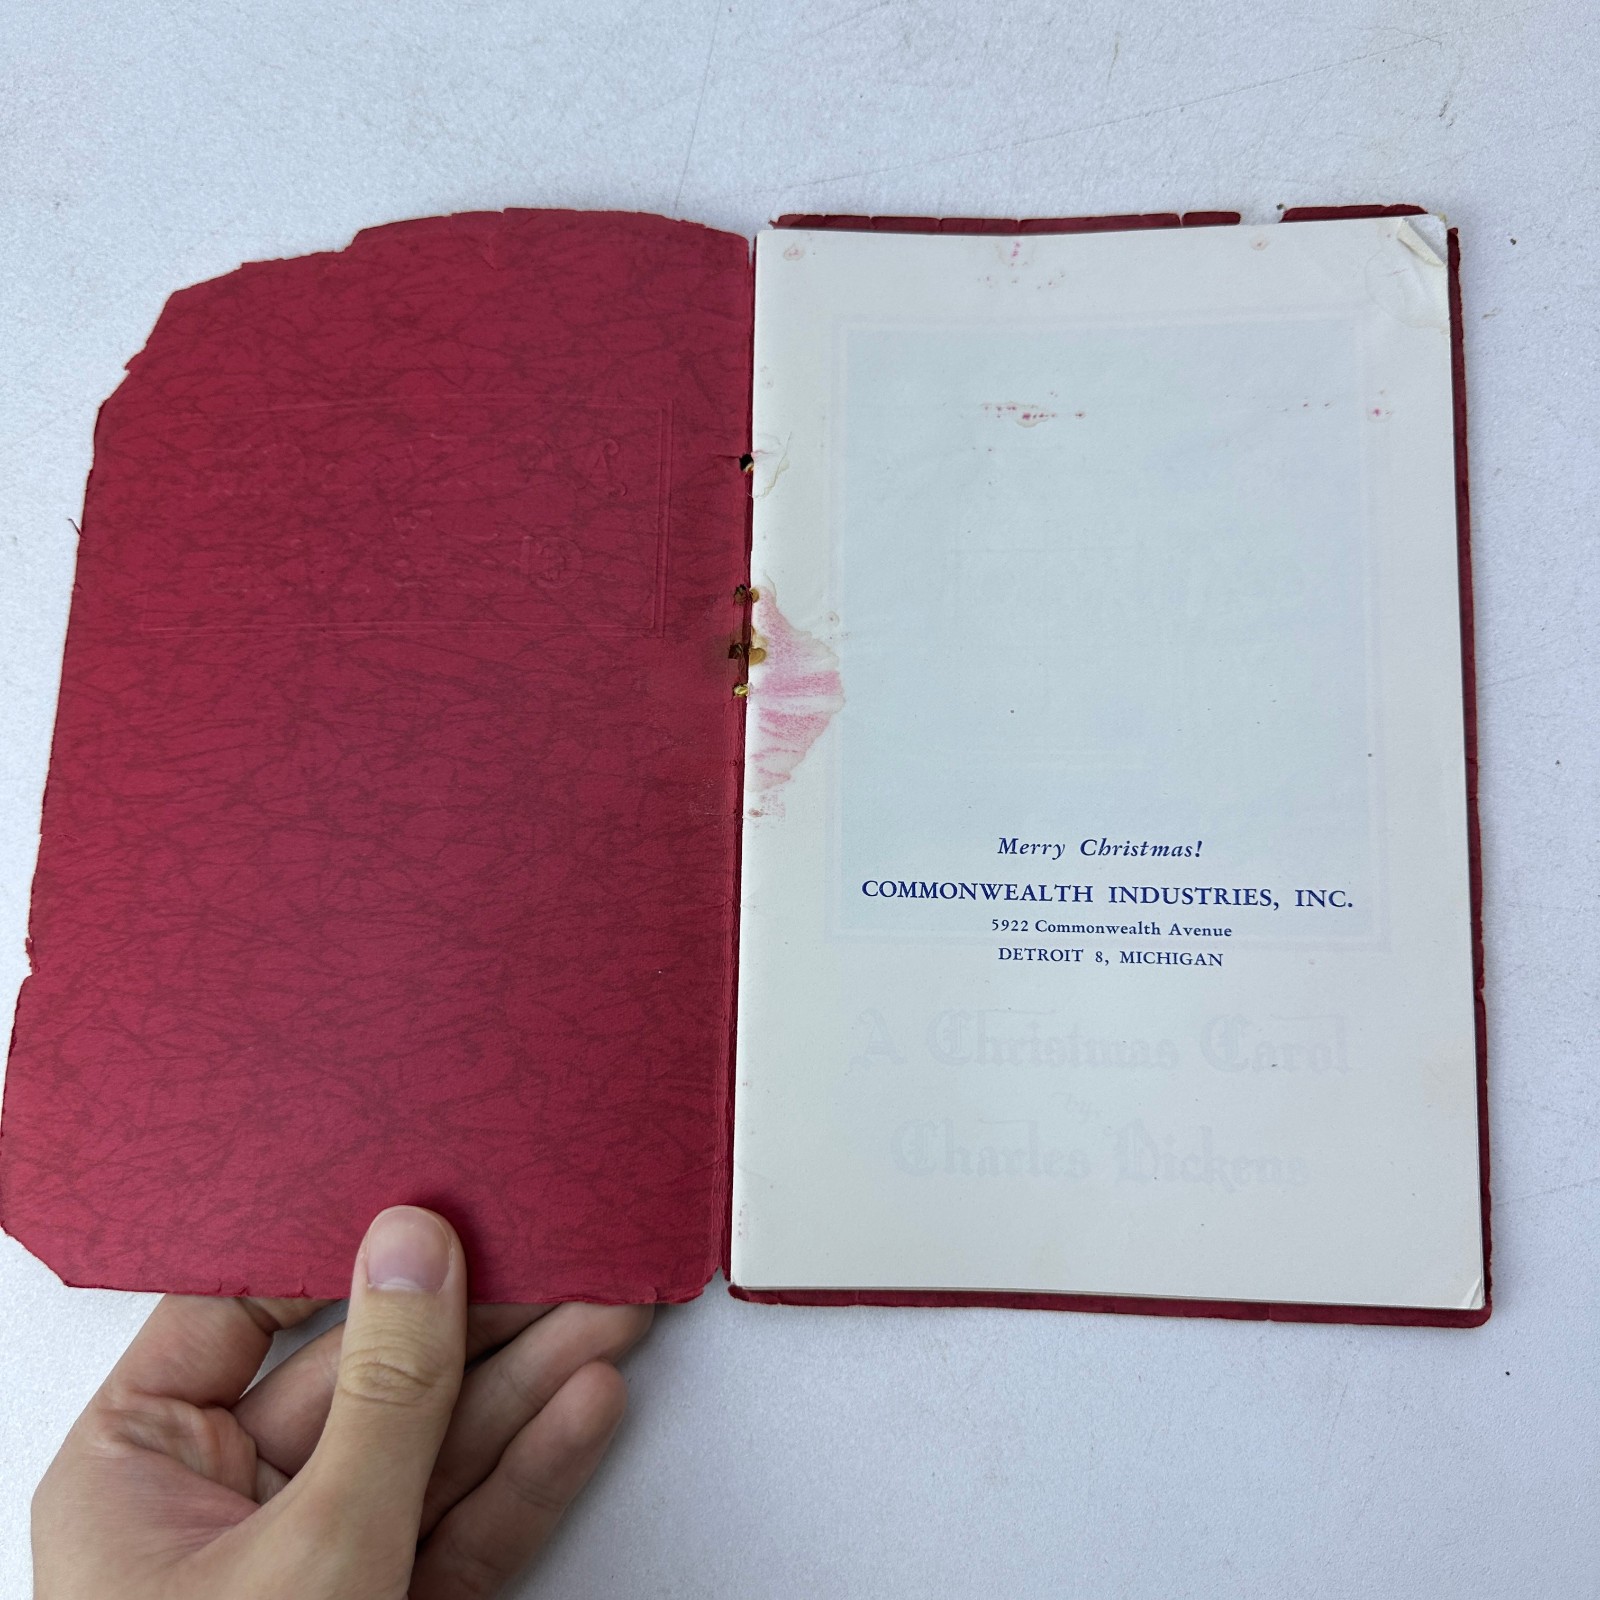 Merry Christmas!
COMMONWEALTH INDUSTRIES, INC.
5922 Commonwealth Avenue
DETROIT 8, MICHIGAN
A Christmas Carol
by
Charles Dickens